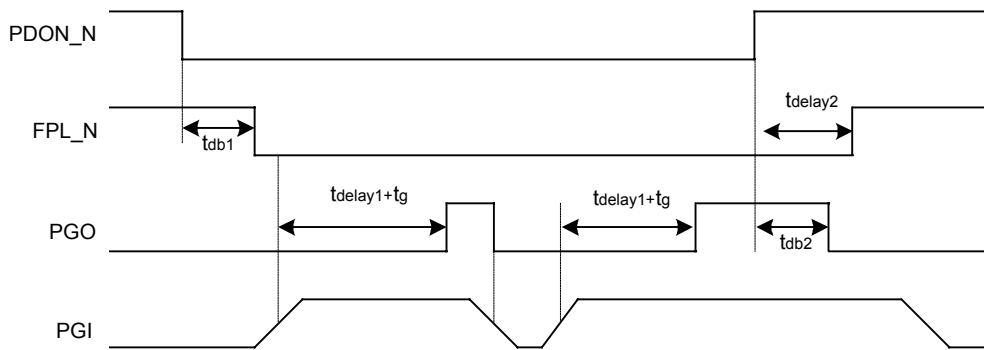 PDON_N
FPL_N
tdb1
tdelay2
PGO
tdelay1+tg
tdelay1+tg
tdb2
PGI